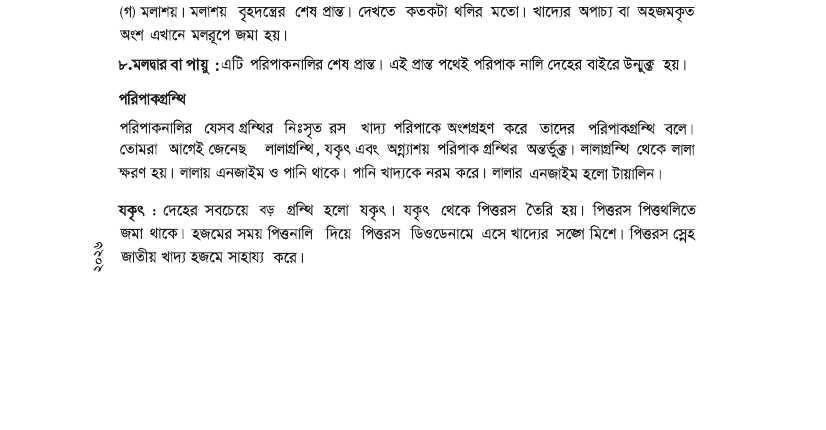 (গ) মলাশয়। মলাশয় বৃহদন্ত্রের শেষ প্রান্ত। দেখতে কতকটা থলির মতো। খাদ্যের অপাচ্য বা অহজমকৃত
অংশ এখানে মলরূপে জমা হয়।
৮.মলদ্বার বা পায়ু : এটি পরিপাকনালির শেষ প্রান্ত। এই প্রান্ত পথেই পরিপাক নালি দেহের বাইরে উন্মুক্ত হয়।
পরিপাকগ্রন্থি
পরিপাকনালির যেসব গ্রন্থির নিঃসৃত রস খাদ্য পরিপাকে অংশগ্রহণ করে তাদের পরিপাকগ্রন্থি বলে।
তোমরা আগেই জেনেছ লালাগ্রন্থি, যকৃৎ এবং অগ্ন্যাশয় পরিপাক গ্রন্থির অন্তর্ভুক্ত। লালাগ্রন্থি থেকে লালা
ক্ষরণ হয়। লালায় এনজাইম ও পানি থাকে। পানি খাদ্যকে নরম করে। লালার এনজাইম হলো টায়ালিন।
যকৃৎ : দেহের সবচেয়ে বড় গ্রন্থি হলো যকৃৎ। যকৃৎ থেকে পিত্তরস তৈরি হয়। পিত্তরস পিত্তথলিতে
জমা থাকে। হজমের সময় পিত্তনালি দিয়ে পিত্তরস ডিওডেনামে এসে খাদ্যের সঙ্গে মিশে। পিত্তরস স্নেহ
জাতীয় খাদ্য হজমে সাহায্য করে।
২০২৬